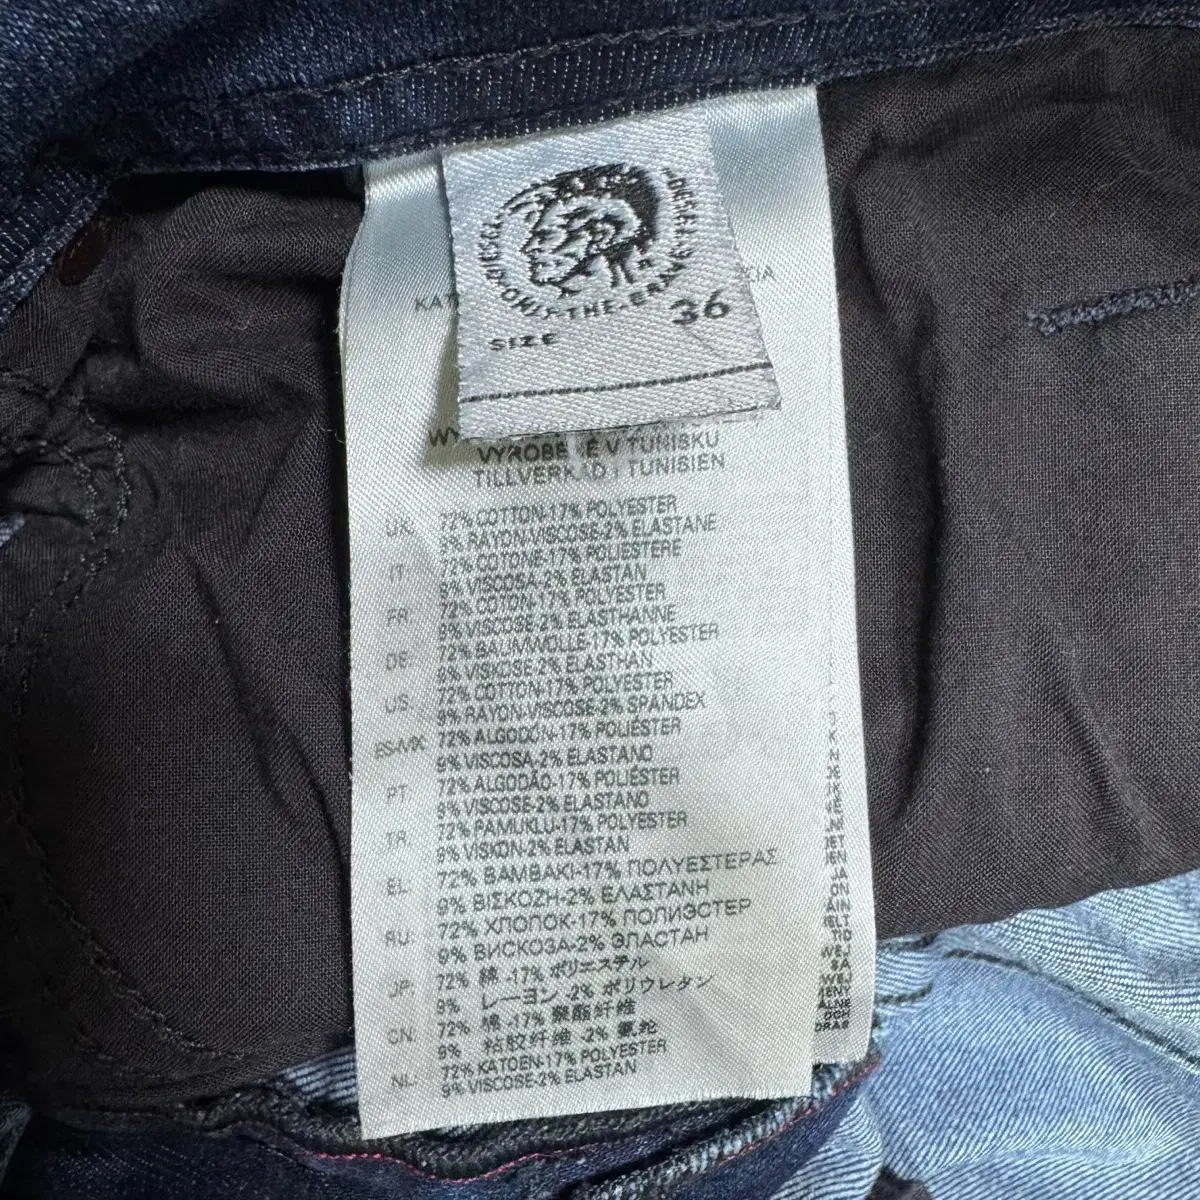 DIESEL
ONLY-THE-BRAVE-DIESEL
SIZE 36
VYROBENÉ V TUNISKU
TILLVERKAD I TUNISIEN
UK: 72% COTTON-17% POLYESTER
9% RAYON-VISCOSE-2% ELASTANE
IT: 72% COTONE-17% POLIESTERE
9% VISCOSA-2% ELASTAN
FR: 72% COTON-17% POLYESTER
9% VISCOSE-2% ELASTHANNE
DE: 72% BAUMWOLLE-17% POLYESTER
9% VISKOSE-2% ELASTHAN
US: 72% COTTON-17% POLYESTER
9% RAYON-VISCOSE-2% SPANDEX
ES-MX: 72% ALGODÓN-17% POLIÉSTER
9% VISCOSA-2% ELASTANO
PT: 72% ALGODÃO-17% POLIÉSTER
9% VISCOSE-2% ELASTANO
TR: 72% PAMUKLU-17% POLYESTER
9% VISKON-2% ELASTAN
EL: 72% ΒΑΜΒΑΚΙ-17% ΠΟΛΥΕΣΤΕΡΑΣ
9% ΒΙΣΚΟΖΗ-2% ΕΛΑΣΤΑΝΗ
RU: 72% ХЛОПОК-17% ПОЛИЭСТЕР
9% ВИСКОЗА-2% ЭЛАСТАН
JP: 72% 綿 -17% ポリエステル
9% レーヨン -2% ポリウレタン
CN: 72% 棉 -17% 聚酯纤维
9% 粘胶纤维 -2% 氨纶
NL: 72% KATOEN-17% POLYESTER
9% VISCOSE-2% ELASTAN